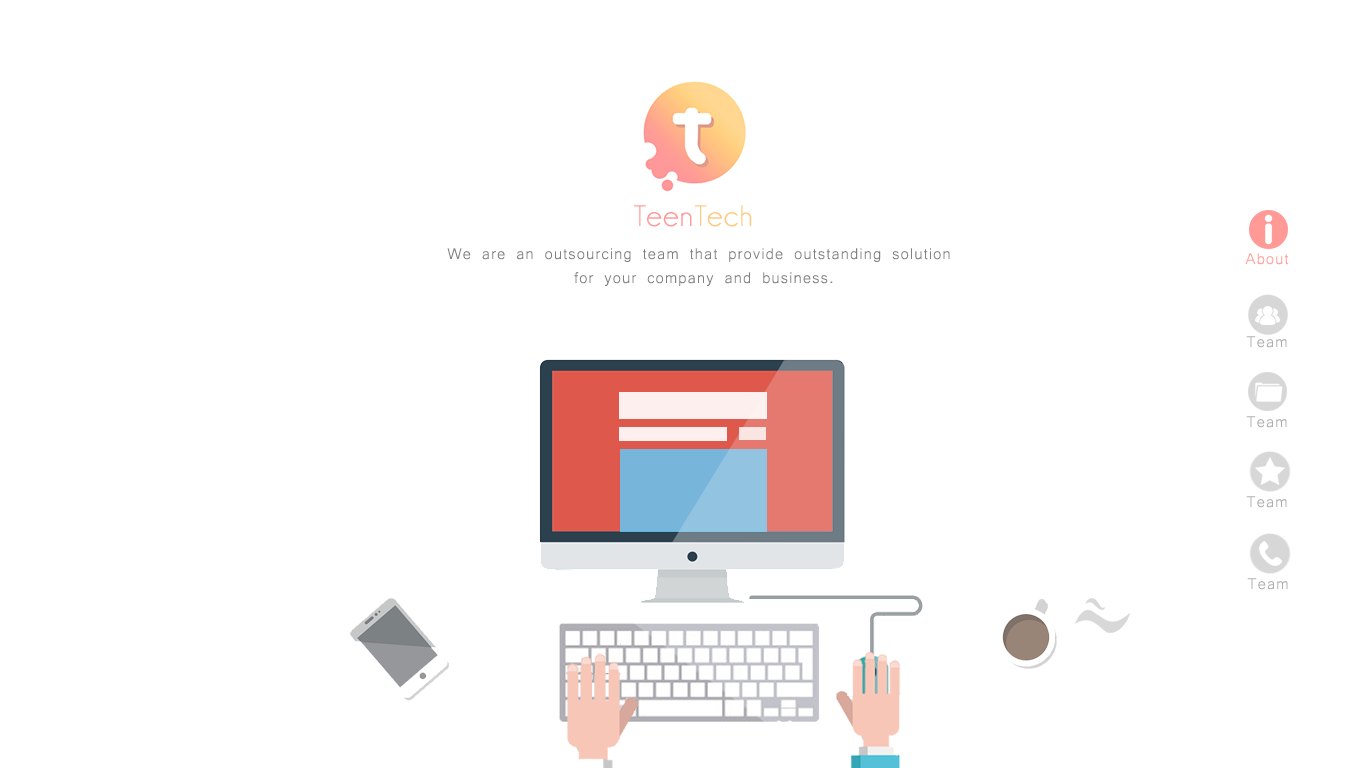 t
TeenTech
We are an outsourcing team that provide outstanding solution
for your company and business.
About
Team
Team
Team
Team